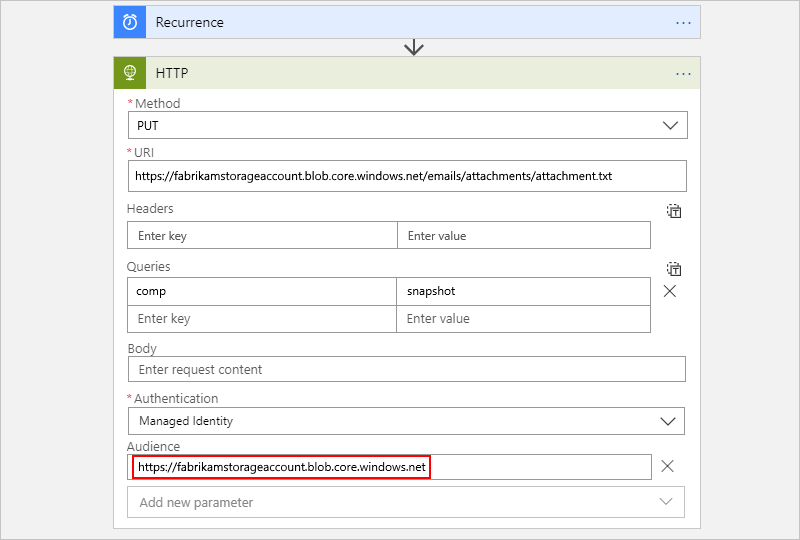 Recurrence ...
HTTP ...
* Method
PUT
* URI
https://fabrikamstorageaccount.blob.core.windows.net/emails/attachments/attachment.txt
Headers
Enter key Enter value
Queries
comp snapshot
Enter key Enter value
Body
Enter request content
* Authentication
Managed Identity
Audience
https://fabrikamstorageaccount.blob.core.windows.net
Add new parameter